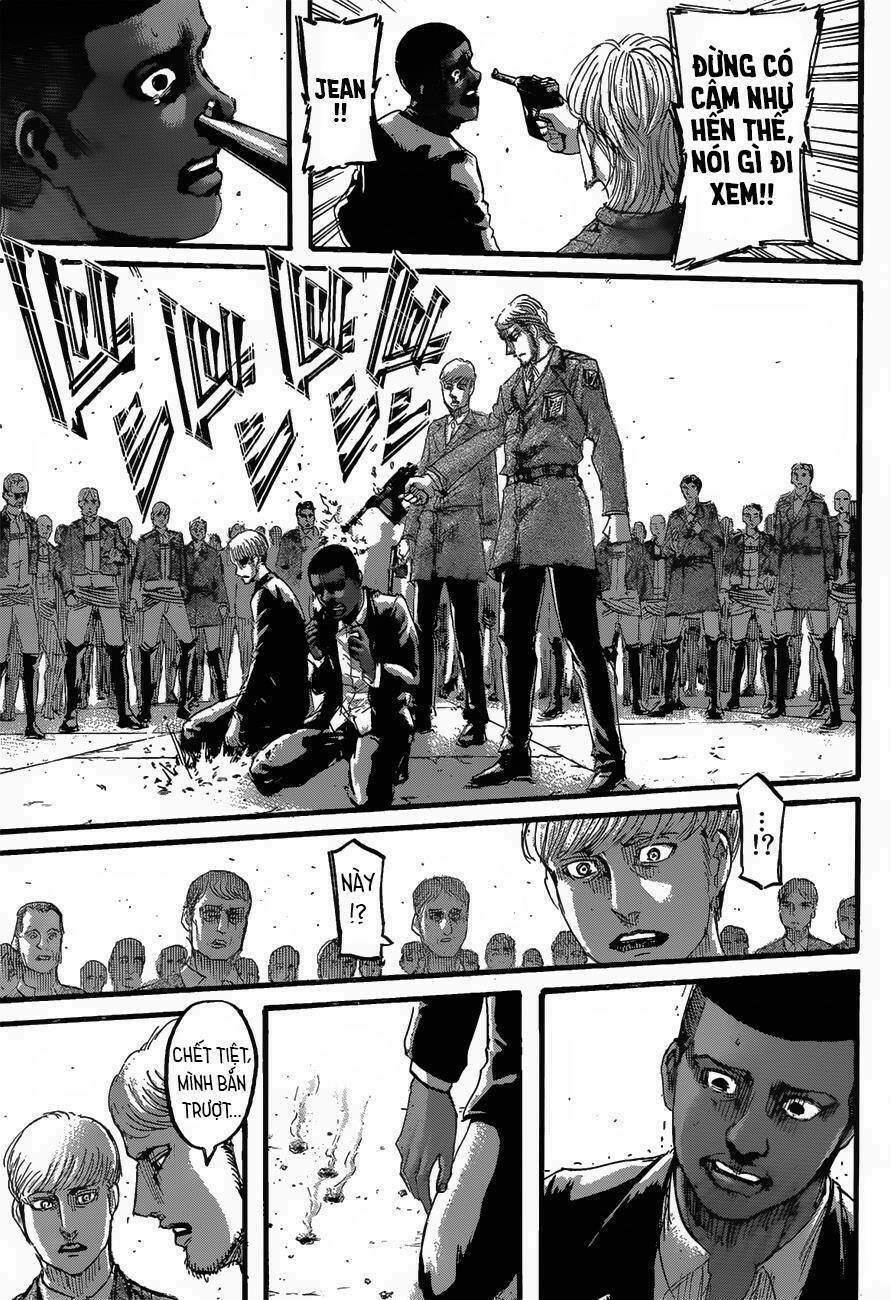 ĐỪNG CÓ
CÂM NHƯ
HẾN THẾ,
NÓI GÌ ĐI
XEM!!
JEAN
!!
...
!?
NÀY
!?
CHẾT TIỆT,
MÌNH BẮN
TRƯỢT...